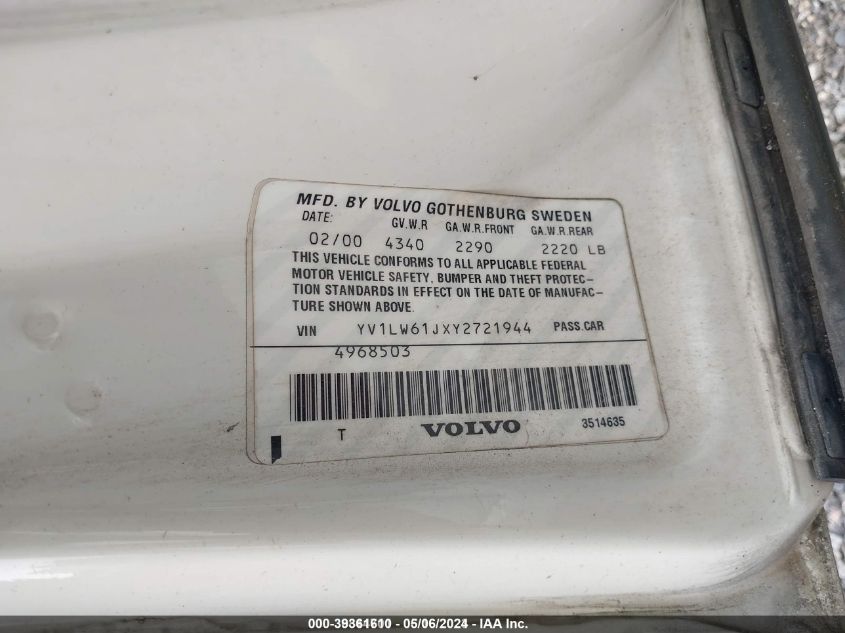 MFD. BY VOLVO GOTHENBURG SWEDEN
DATE: GV.W.R GA.W.R.FRONT GA.W.R.REAR
02/00 4340 2290 2220 LB
THIS VEHICLE CONFORMS TO ALL APPLICABLE FEDERAL
MOTOR VEHICLE SAFETY, BUMPER AND THEFT PROTEC-
TION STANDARDS IN EFFECT ON THE DATE OF MANUFAC-
TURE SHOWN ABOVE.
VIN YV1LW61JXY2721944 PASS.CAR
4968503
T VOLVO 3514635
000-39361610 - 05/06/2024 - IAA Inc.